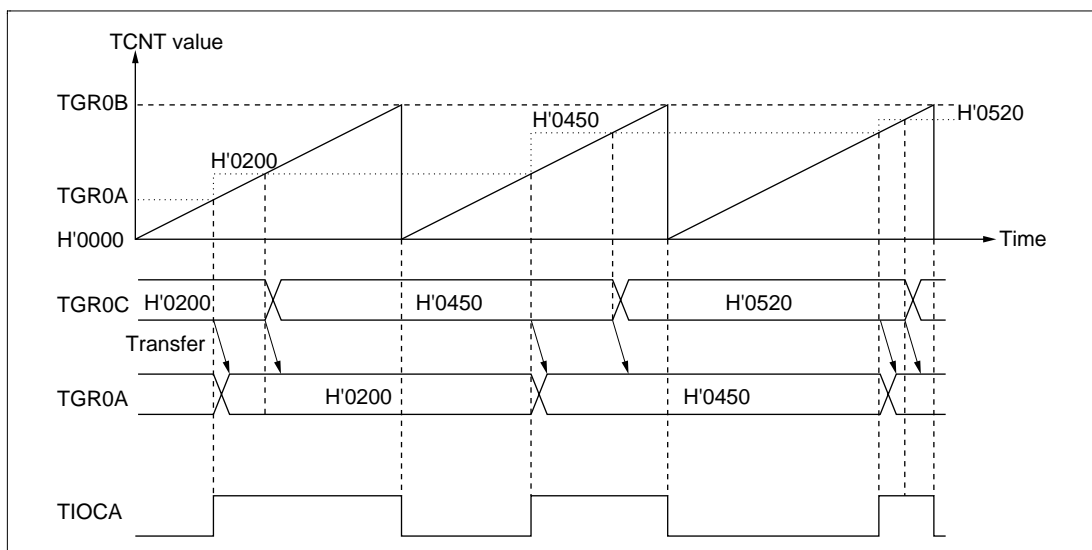 TCNT value
TGR0B
H'0520
H'0450
H'0200
TGR0A
H'0000
Time
TGR0C
H'0200
H'0450
H'0520
Transfer
TGR0A
H'0200
H'0450
TIOCA